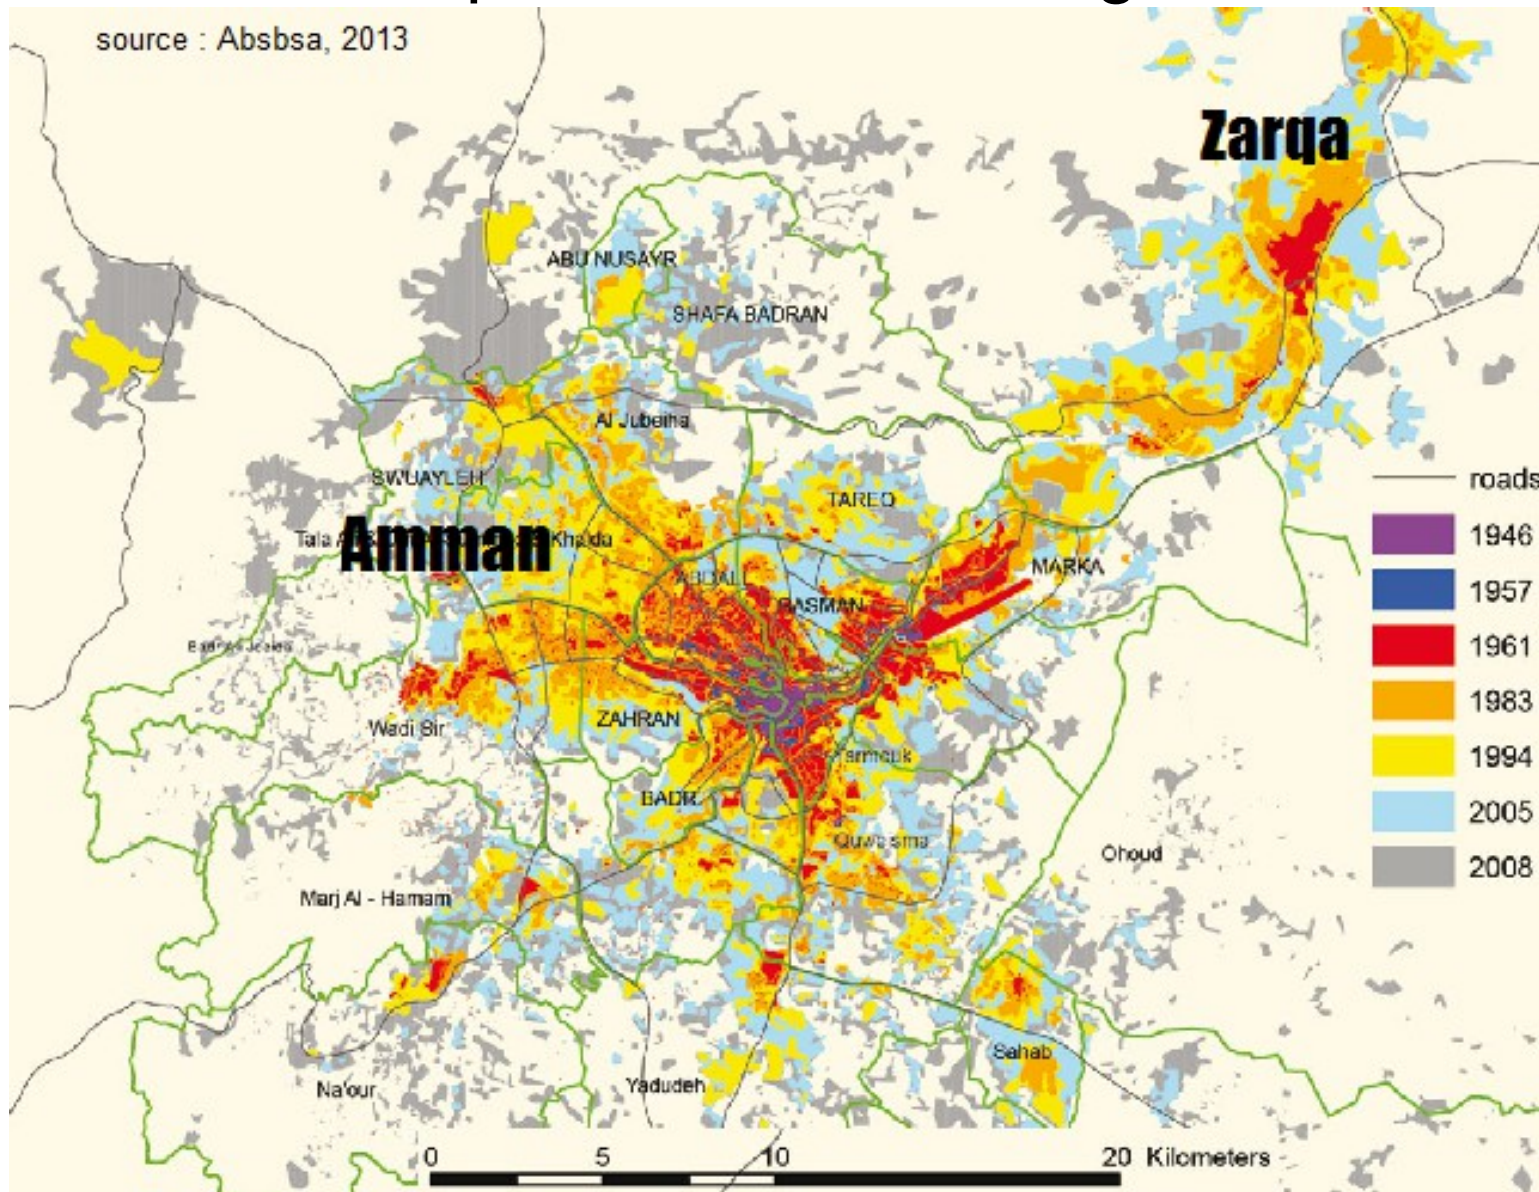 source : Absbsa, 2013
Zarqa
ABU NUSAYR
SHAFA BADRAN
Al Jubeiha
SWUAYLEH
TAREQ
Tala
Khalda
Amman
ABDALI
BASMAN
MARKA
Wadi Sir
ZAHRAN
Yarmouk
BADR
Quweisma
Ohoud
Marj Al - Hamam
Sahab
Na'our
Yadudeh
roads
1946
1957
1961
1983
1994
2005
2008
0 5 10 20 Kilometers